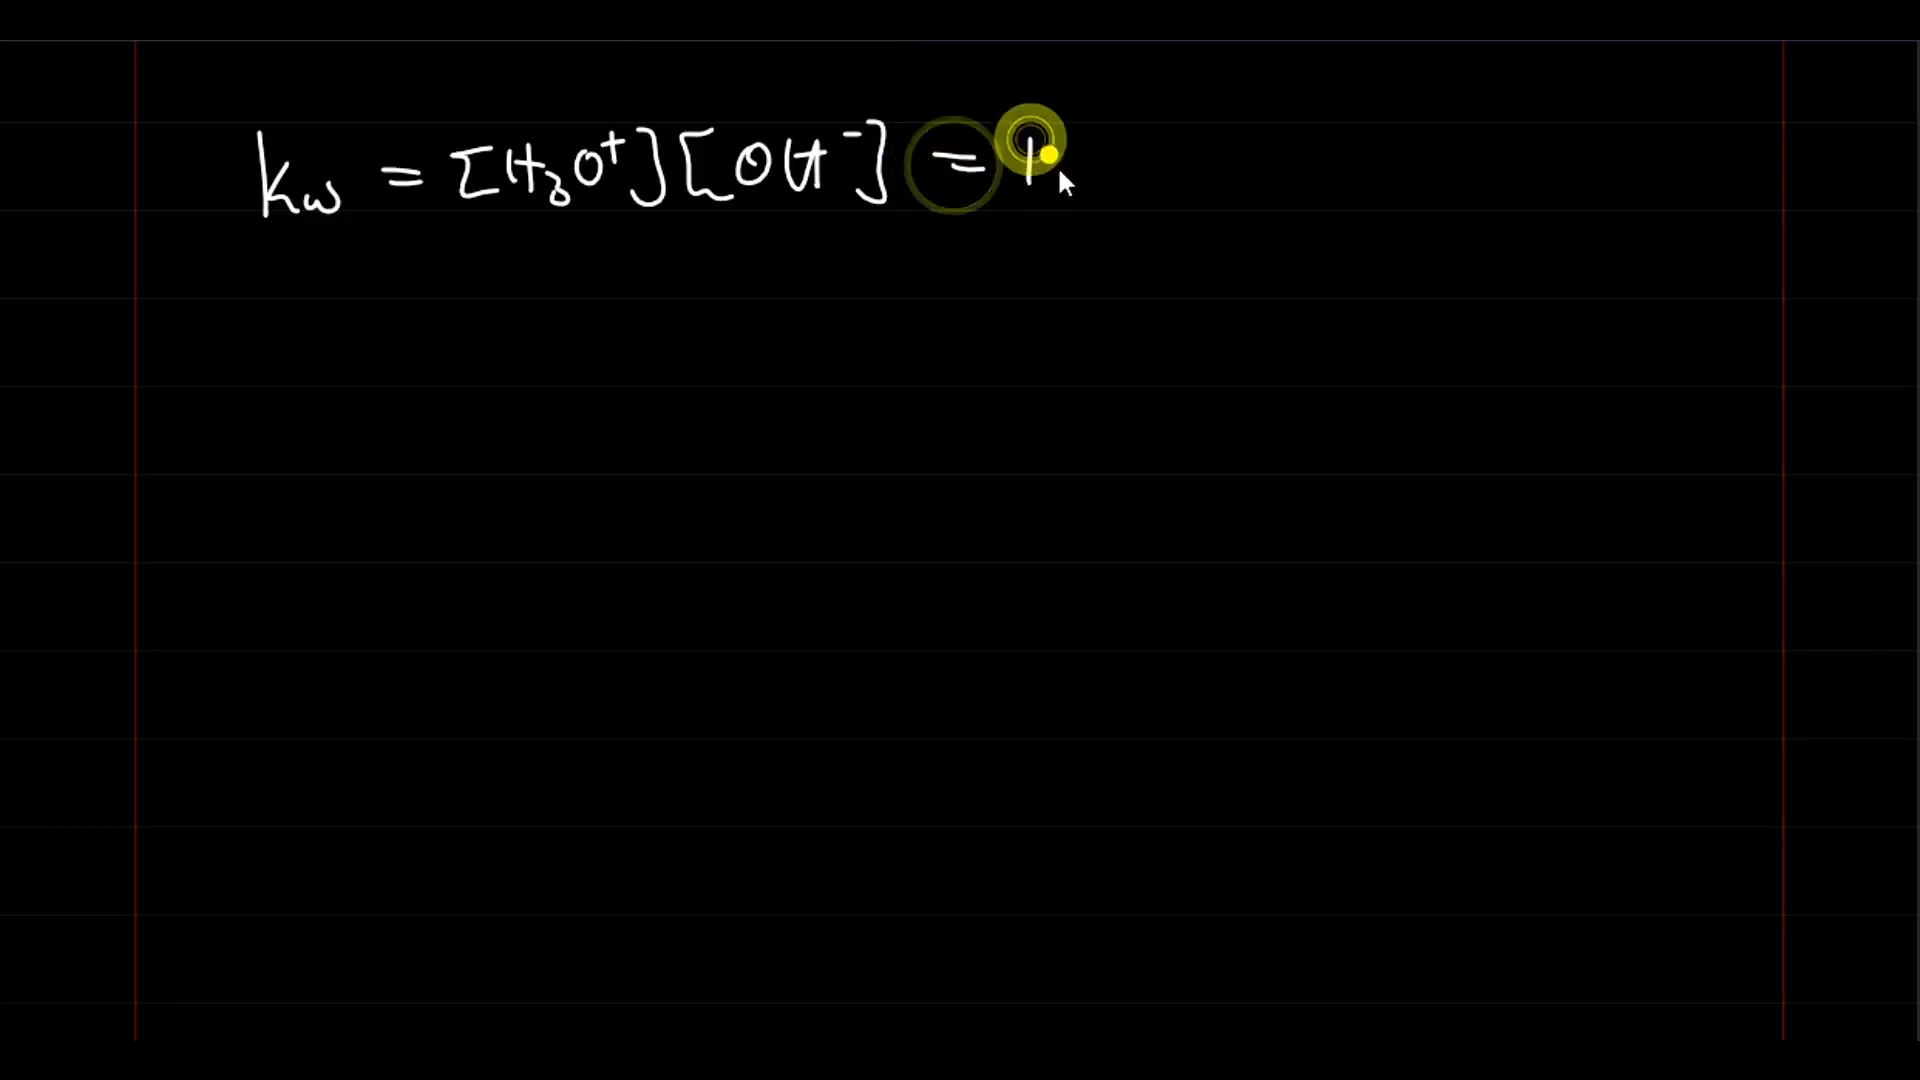 Kw = [H₃O⁺][OH⁻] = 1